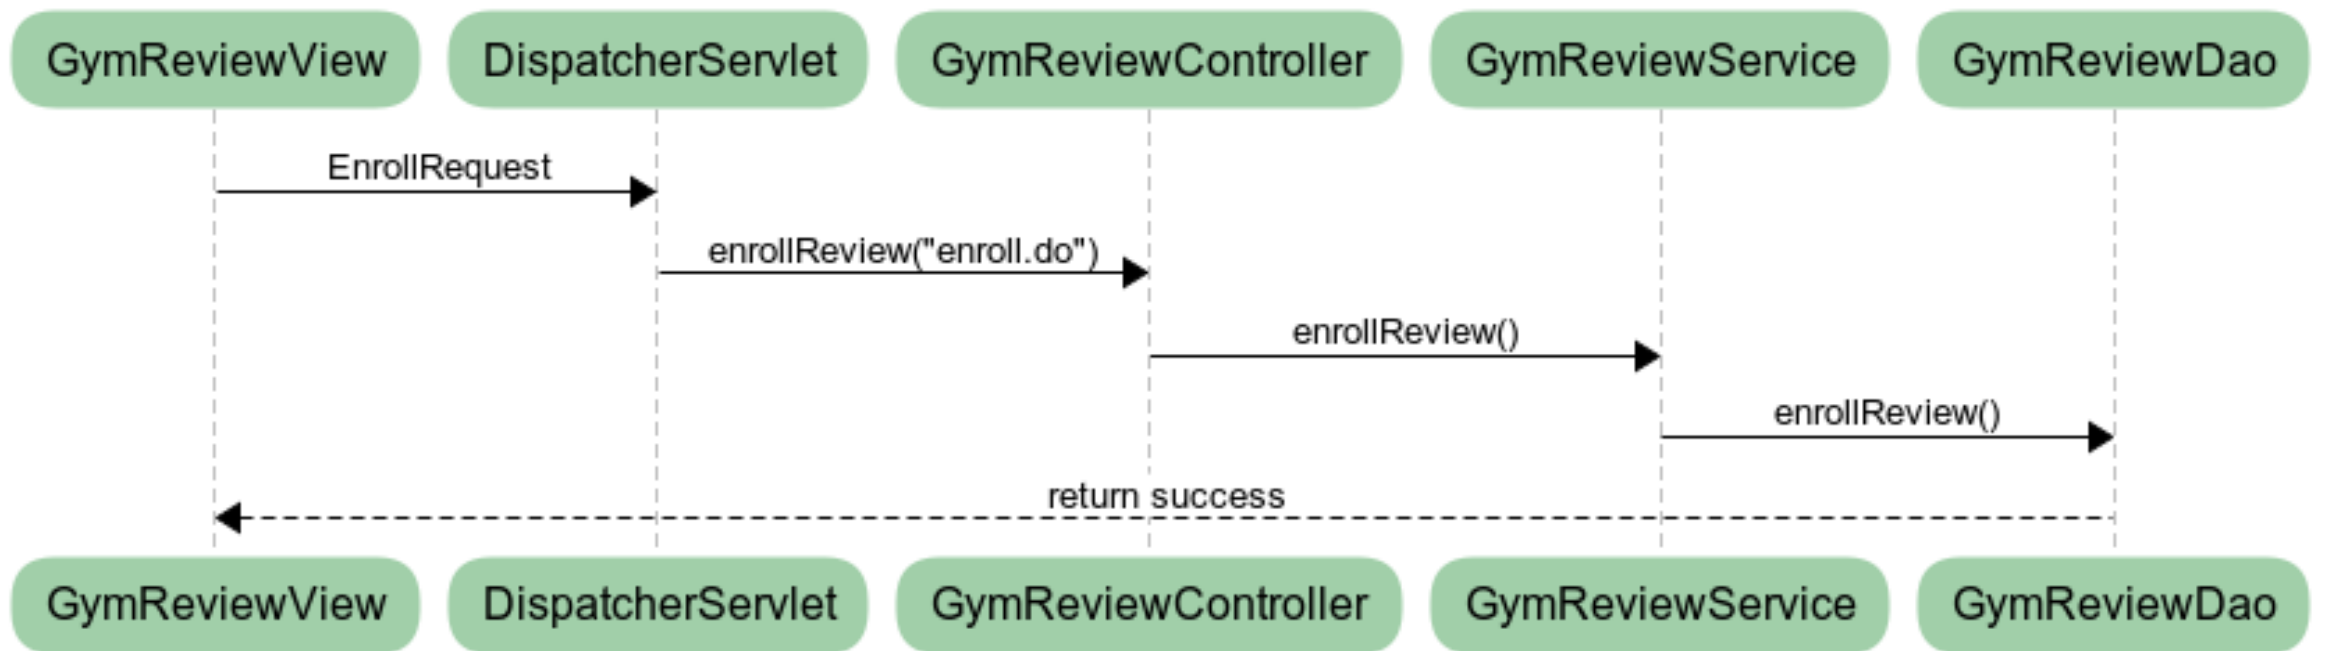 GymReviewView DispatcherServlet GymReviewController GymReviewService GymReviewDao
EnrollRequest
enrollReview("enroll.do")
enrollReview()
enrollReview()
return success
GymReviewView DispatcherServlet GymReviewController GymReviewService GymReviewDao